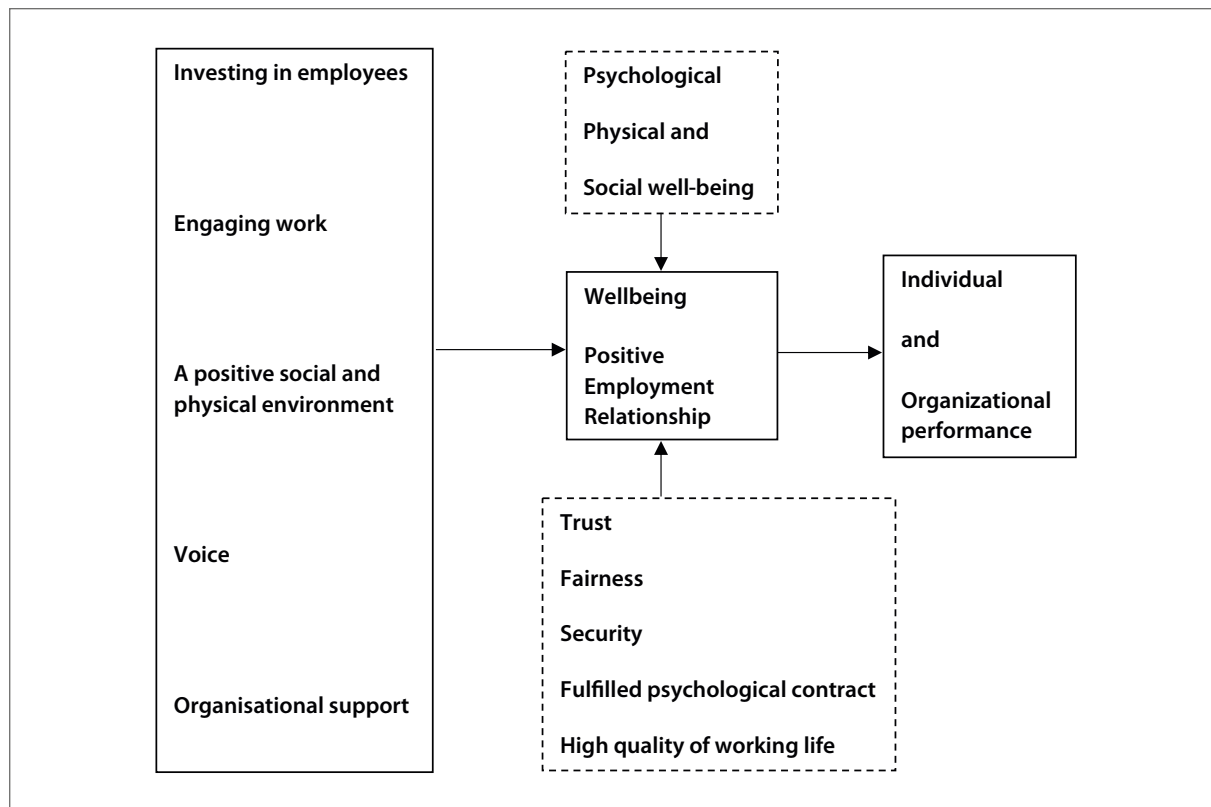 Investing in employees
Engaging work
A positive social and
physical environment
Voice
Organisational support
Psychological
Physical and
Social well-being
Wellbeing
Positive
Employment
Relationship
Trust
Fairness
Security
Fulfilled psychological contract
High quality of working life
Individual
and
Organizational
performance